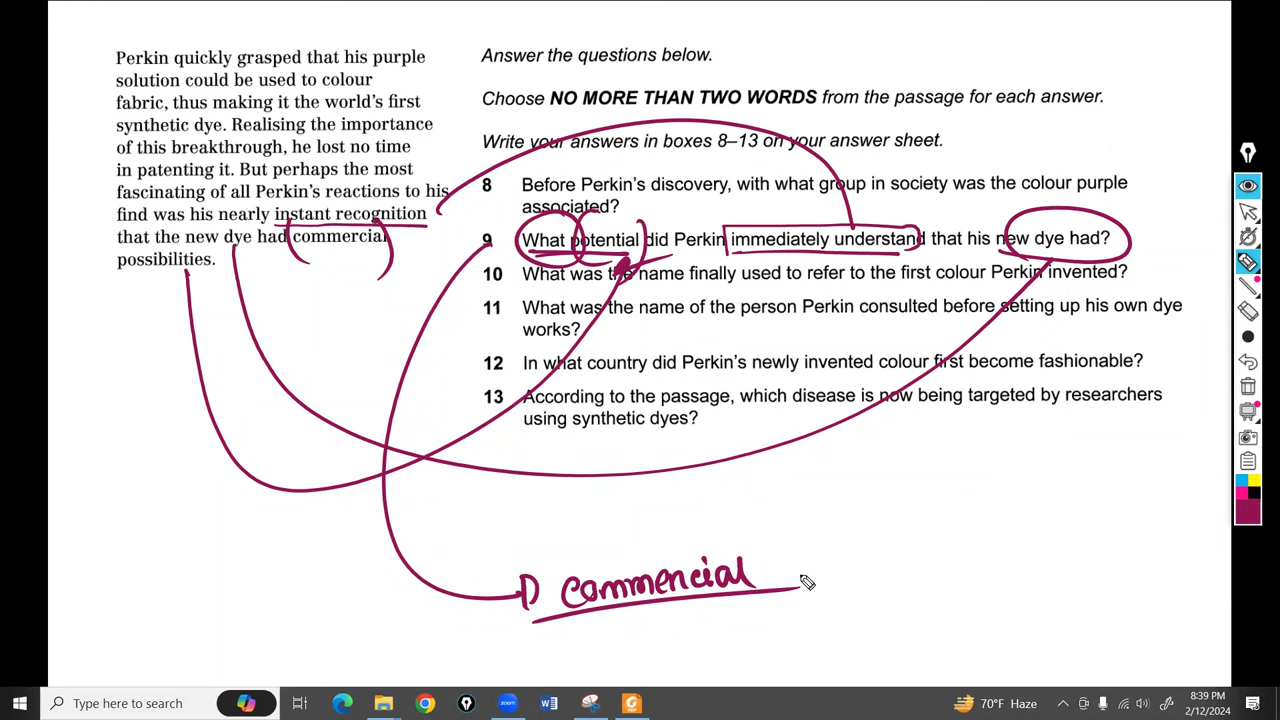 Perkin quickly grasped that his purple
solution could be used to colour
fabric, thus making it the world's first
synthetic dye. Realising the importance
of this breakthrough, he lost no time
in patenting it. But perhaps the most
fascinating of all Perkin's reactions to his
find was his nearly instant recognition
that the new dye had commercial
possibilities.
Answer the questions below.
Choose NO MORE THAN TWO WORDS from the passage for each answer.
Write your answers in boxes 8–13 on your answer sheet.
8 Before Perkin's discovery, with what group in society was the colour purple
associated?
9 What potential did Perkin immediately understand that his new dye had?
10 What was the name finally used to refer to the first colour Perkin invented?
11 What was the name of the person Perkin consulted before setting up his own dye
works?
12 In what country did Perkin's newly invented colour first become fashionable?
13 According to the passage, which disease is now being targeted by researchers
using synthetic dyes?
commencial
Type here to search
70°F Haze
8:39 PM
2/12/2024